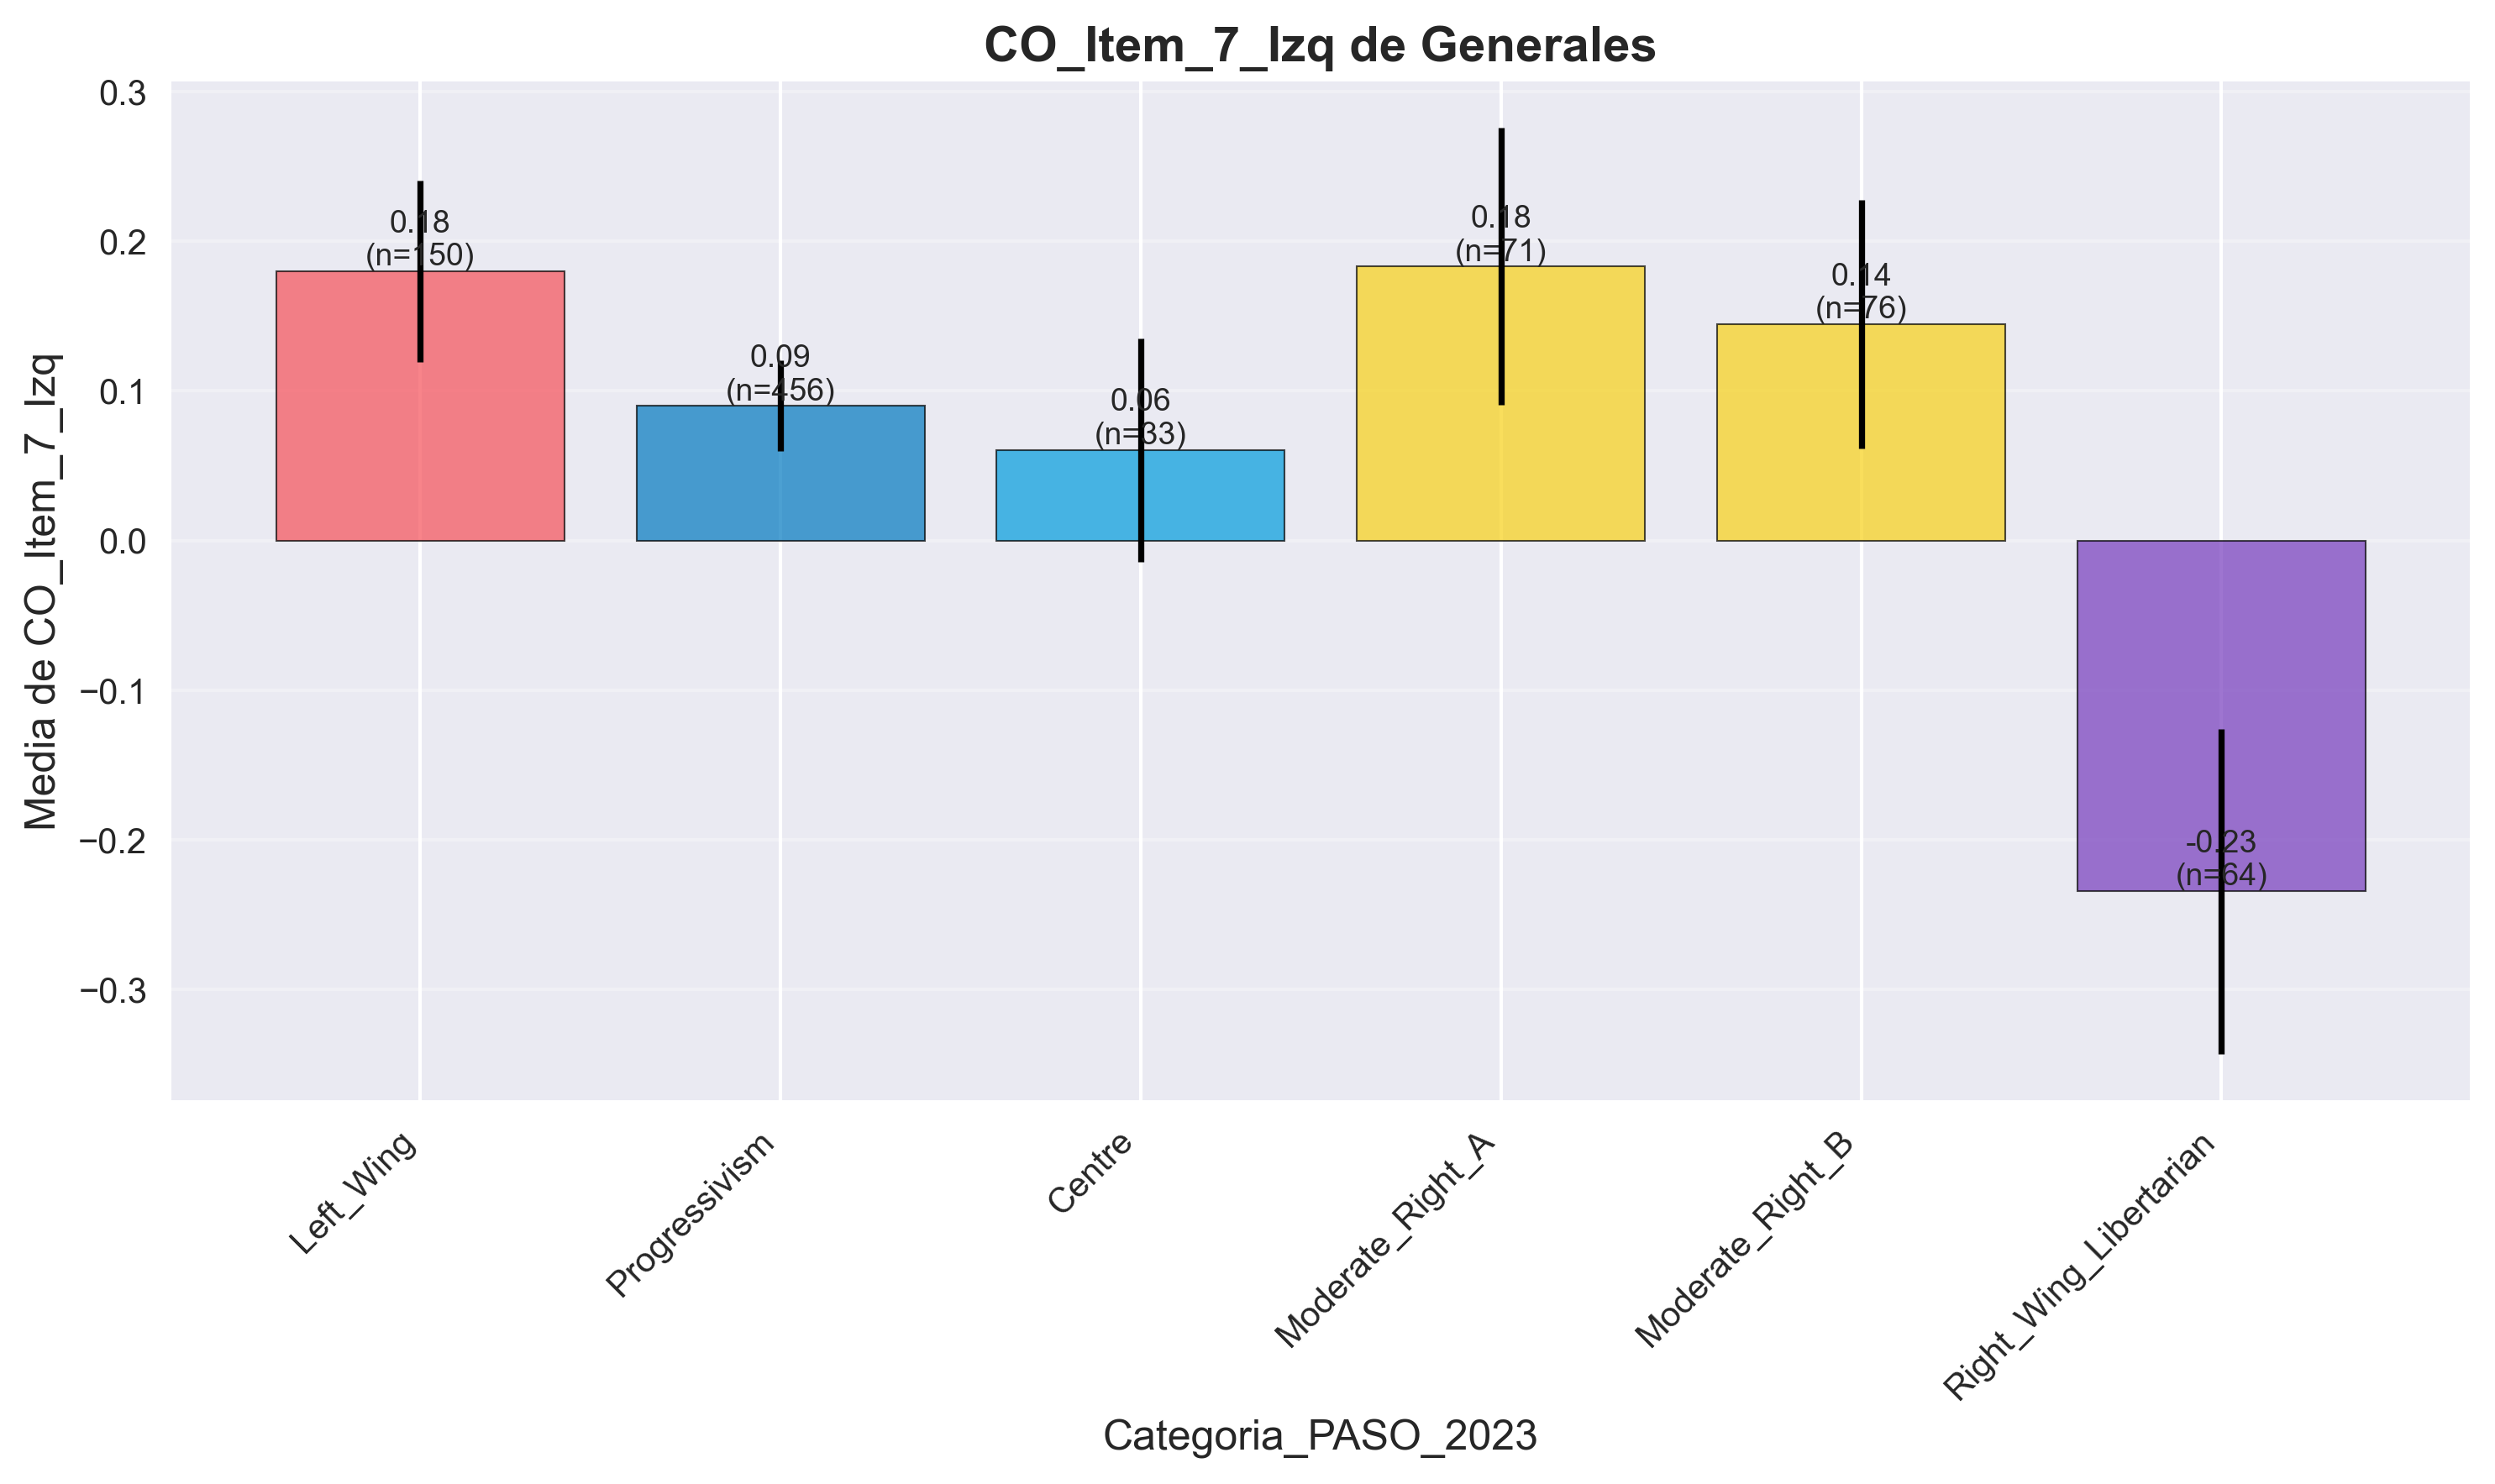 CO_Item_7_Izq de Generales
Media de CO_Item_7_Izq
0.3
0.2
0.1
0.0
−0.1
−0.2
−0.3
0.18
(n=150)
0.09
(n=456)
0.06
(n=33)
0.18
(n=71)
0.14
(n=76)
-0.23
(n=64)
Left_Wing
Progressivism
Centre
Moderate_Right_A
Moderate_Right_B
Right_Wing_Libertarian
Categoria_PASO_2023